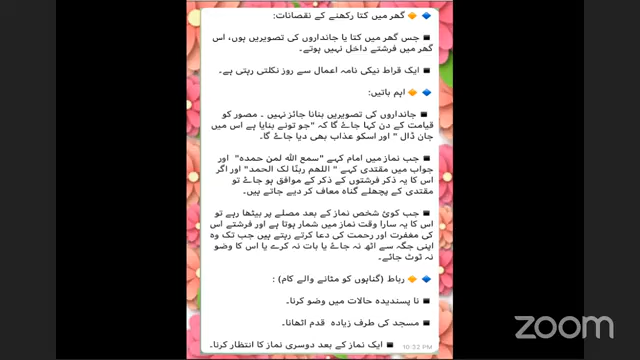 🔷🔶 گھر میں کتا رکھنے کے نقصانات:
◾ جس گھر میں کتا یا جانداروں کی تصویریں ہوں، اس
گھر میں فرشتے داخل نہیں ہوتے۔
◾ ایک قراط نیکی نامہ اعمال سے روز نکلتی رہتی ہے۔
🔷🔶 اہم باتیں:
◾ جانداروں کی تصویریں بنانا جائز نہیں ۔ مصور کو
قیامت کے دن کہا جاۓ گا کہ "جو تونے بنایا ہے اس میں
جان ڈال " اور اسکو عذاب بھی دیا جاۓ گا۔
◾ جب نماز میں امام کہے "سمع اللہ لمن حمدہ" اور
جواب میں مقتدی کہے " اللھم ربنّا لک الحمد"اور اگر
اس کا یہ ذکر فرشتوں کے ذکر کے موافق ہو جاۓ تو
مقتدی کے پچھلے گناہ معاف کر دیے جاتے ہیں۔
◾ جب کوئ شخص نماز کے بعد مصلے پر بیٹھا رہے تو
اس کا یہ سارا وقت نماز میں شمار ہوتا ہے اور فرشتے اس
کی مغفرت اور رحمت کی دعا کرتے رہتے ہیں جب تک وہ
اپنی جگہ سے اٹھ نہ جاۓ یا بات نہ کرے یا اس کا وضو
نہ ٹوٹ جائے۔
🔷🔶 رباط (گناہوں کو مٹانے والے کام) :
◾ نا پسندیدہ حالات میں وضو کرنا۔
◾ مسجد کی طرف زیادہ قدم اٹھانا۔
◾ ایک نماز کے بعد دوسری نماز کا انتظار کرنا۔
10:32 PM
zoom